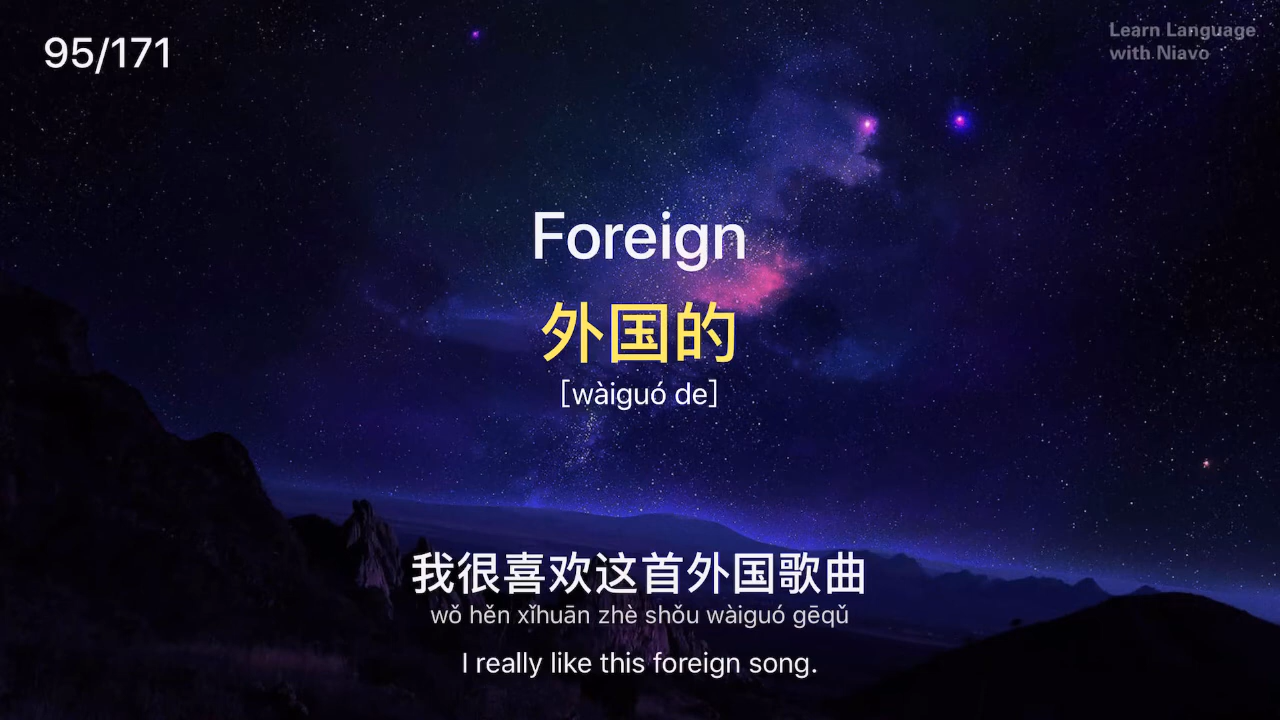 95/171
Learn Language
with Niavo
Foreign
外国的
[wàiguó de]
我很喜欢这首外国歌曲
wǒ hěn xǐhuān zhè shǒu wàiguó gēqǔ
I really like this foreign song.